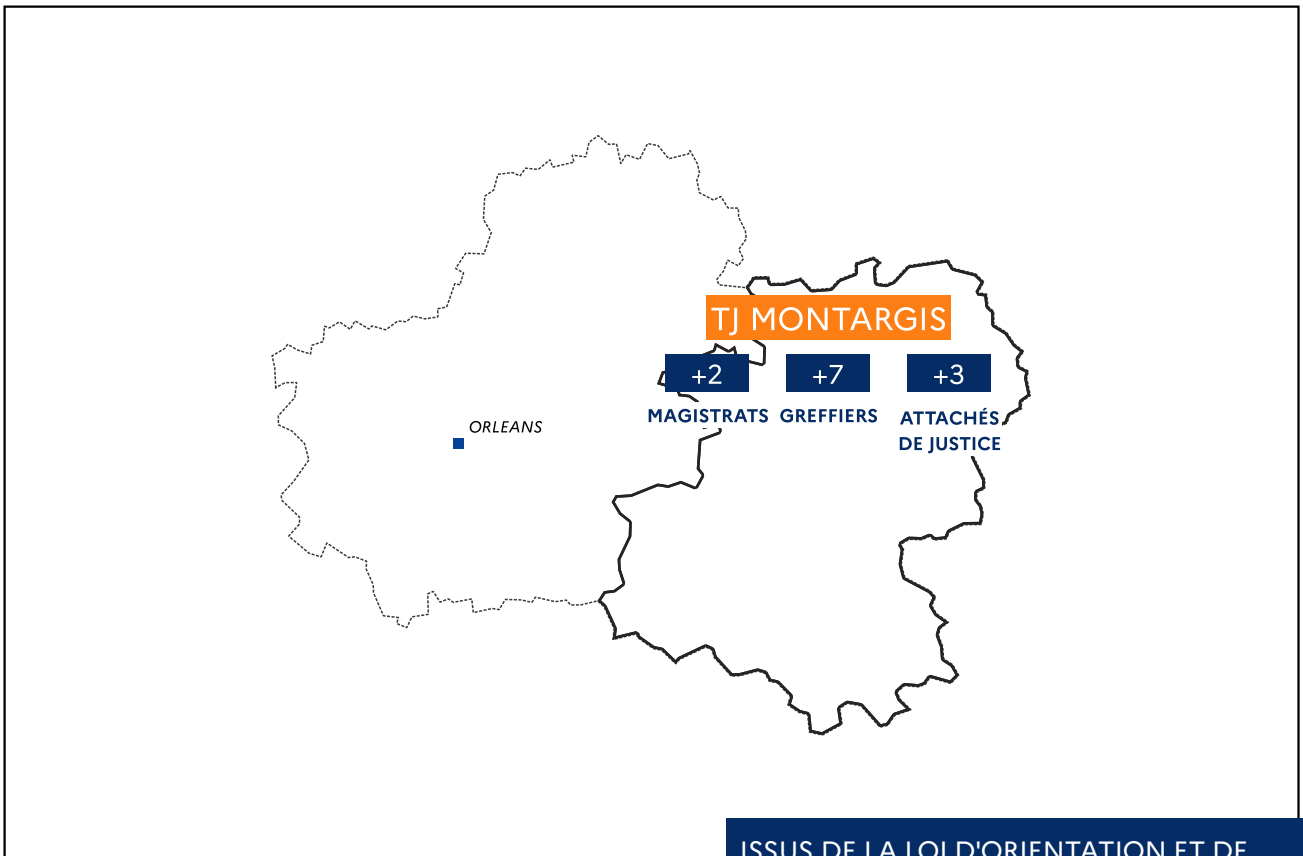 TJ MONTARGIS
+2
+7
+3
MAGISTRATS
GREFFIERS
ATTACHÉS
DE JUSTICE
ORLEANS
ISSUS DE LA LOI D'ORIENTATION ET DE